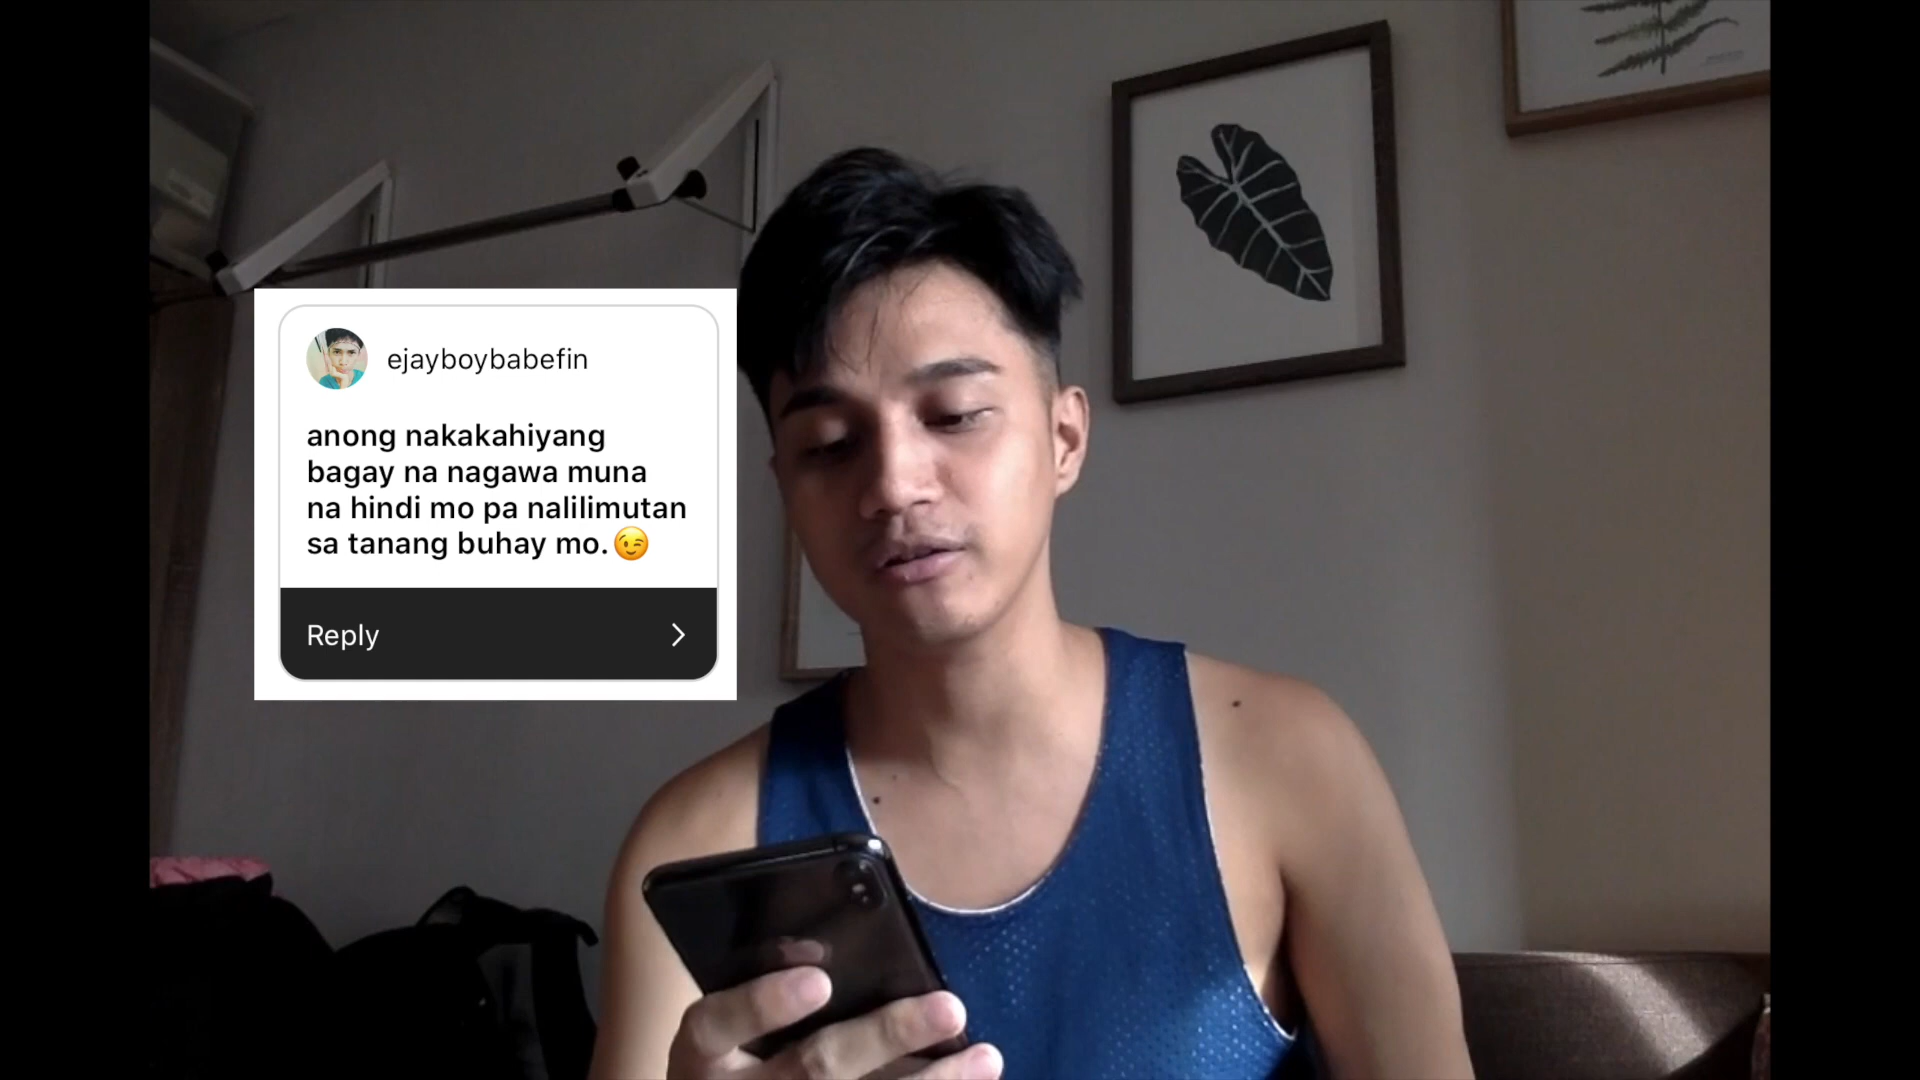 ejayboybabefin
anong nakakahiyang
bagay na nagawa muna
na hindi mo pa nalilimutan
sa tanang buhay mo.😉
Reply